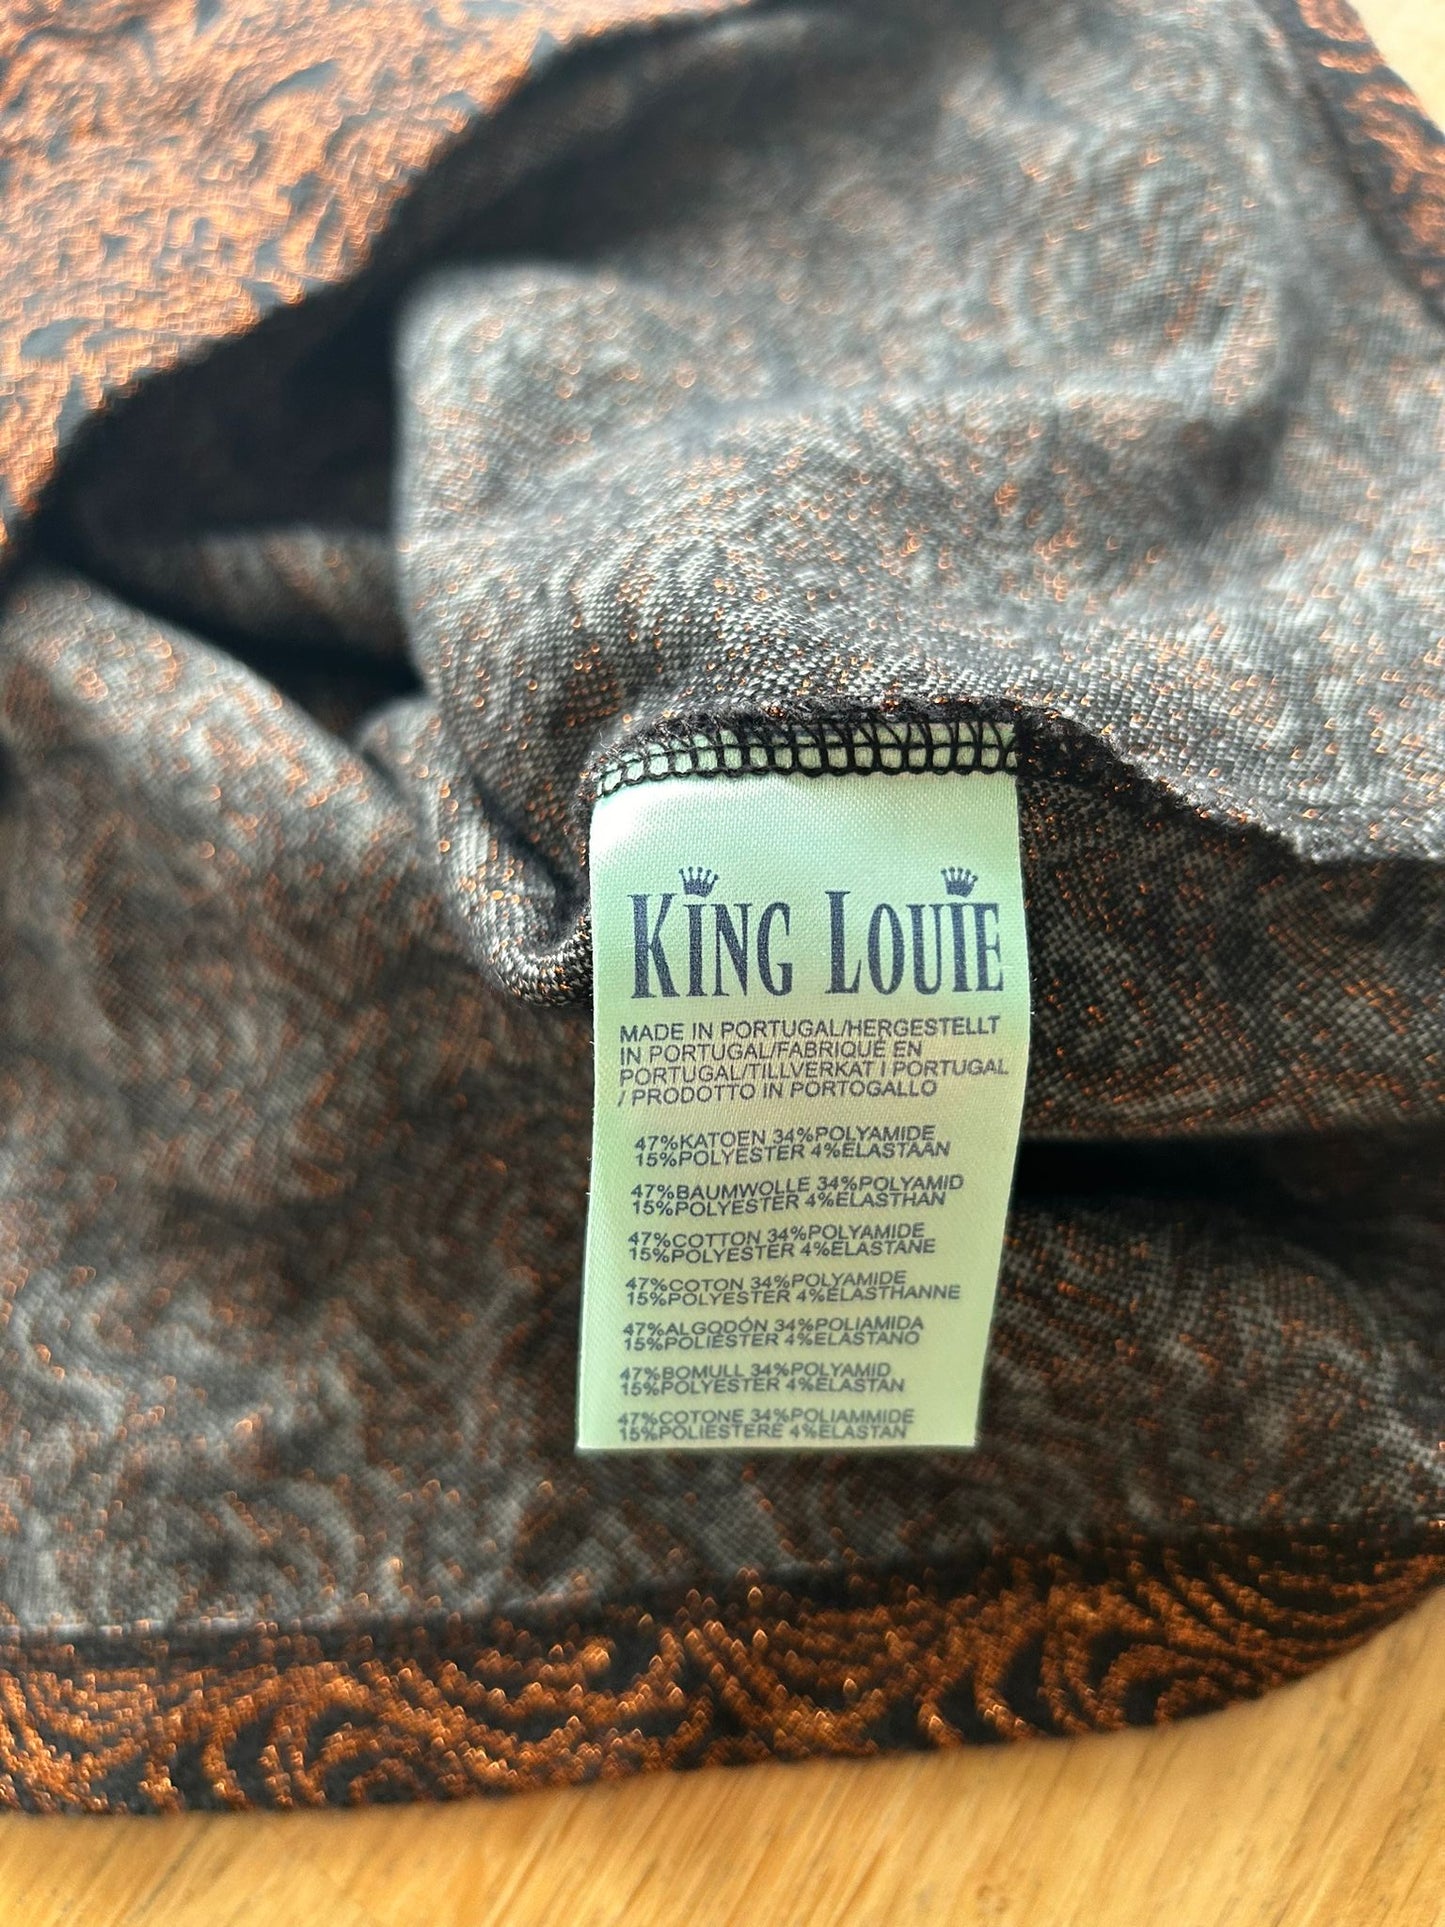 KING LOUIE
MADE IN PORTUGAL/HERGESTELLT
IN PORTUGAL/FABRIQUÉ EN
PORTUGAL/TILLVERKAT I PORTUGAL
/ PRODOTTO IN PORTOGALLO
47%KATOEN 34%POLYAMIDE
15%POLYESTER 4%ELASTAAN
47%BAUMWOLLE 34%POLYAMID
15%POLYESTER 4%ELASTHAN
47%COTTON 34%POLYAMIDE
15%POLYESTER 4%ELASTANE
47%COTON 34%POLYAMIDE
15%POLYESTER 4%ELASTHANNE
47%ALGODÓN 34%POLIAMIDA
15%POLIÉSTER 4%ELASTANO
47%BOMULL 34%POLYAMID
15%POLYESTER 4%ELASTAN
47%COTONE 34%POLIAMMIDE
15%POLIESTERE 4%ELASTAN